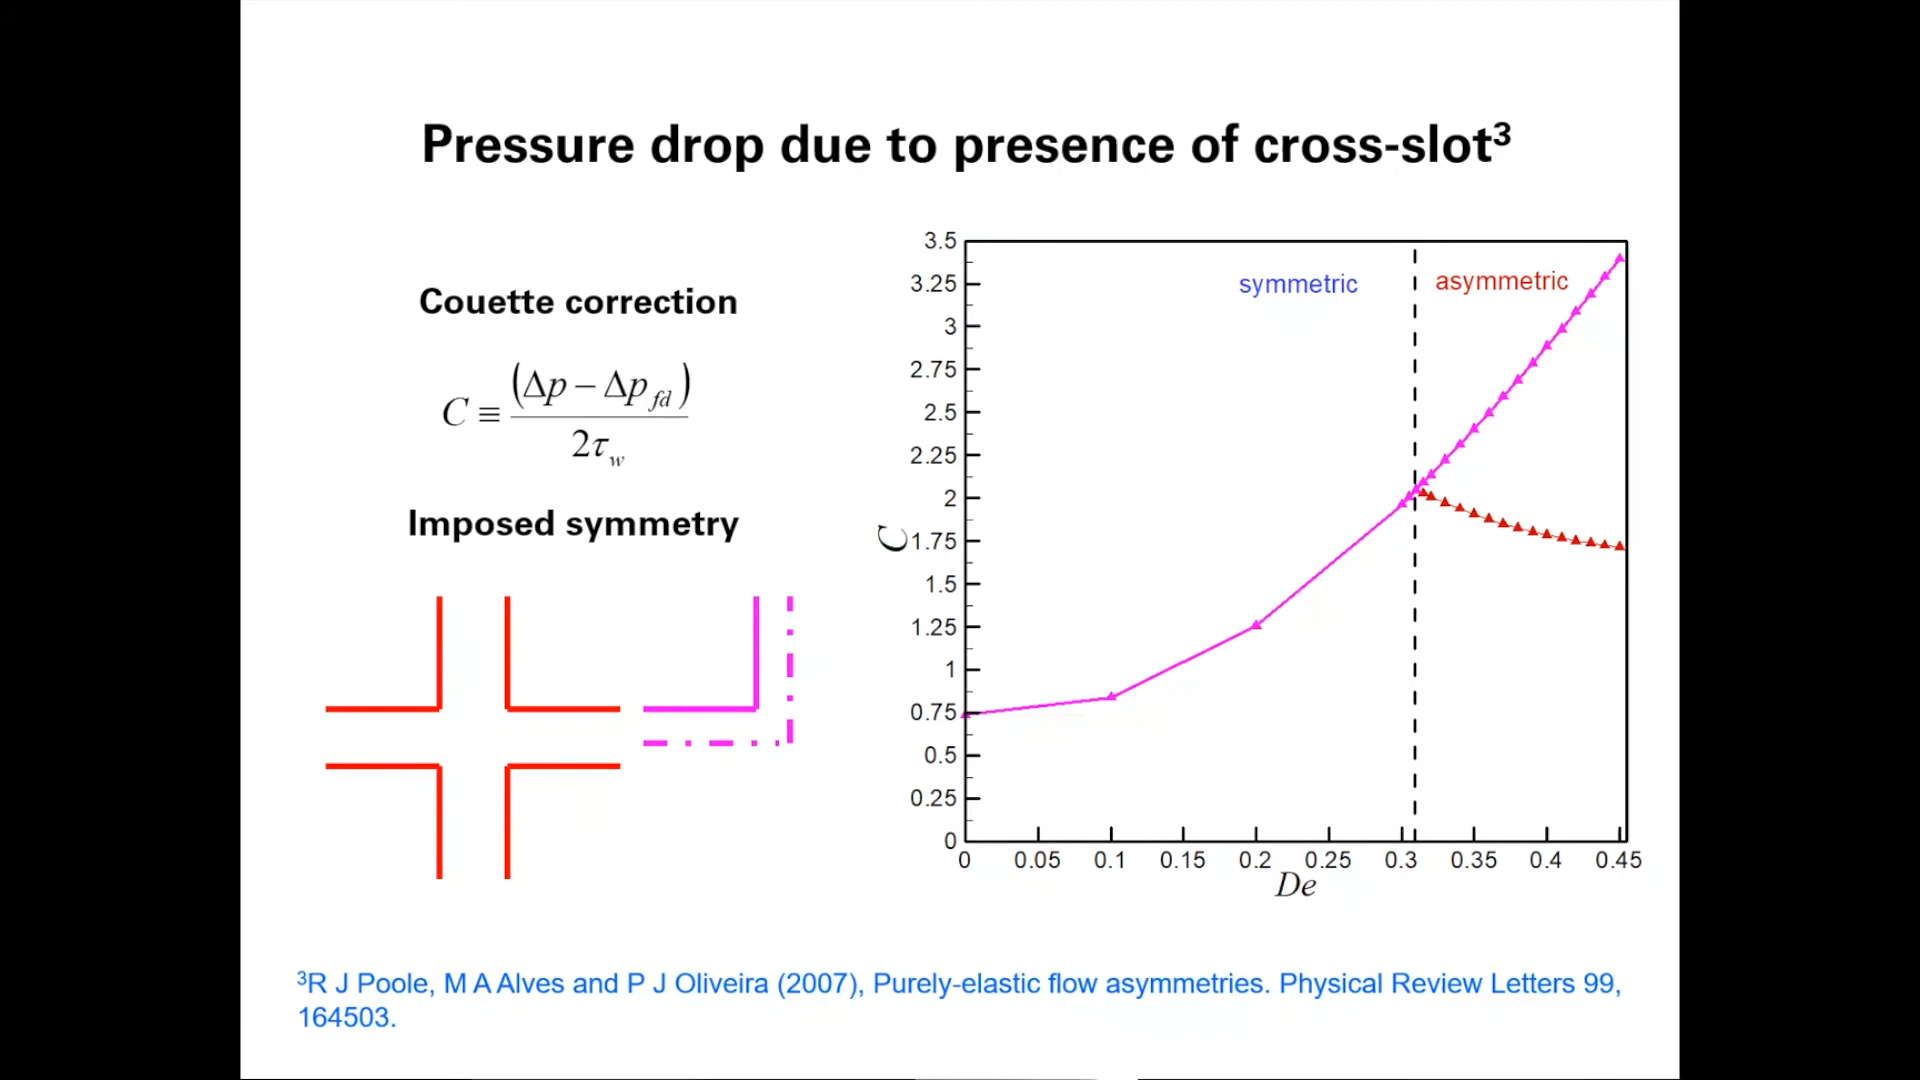 Pressure drop due to presence of cross-slot³
Couette correction
C ≡ (Δp − Δp_fd) / 2τ_w
Imposed symmetry
symmetric
asymmetric
3.5
3.25
3
2.75
2.5
2.25
2
1.75
1.5
1.25
1
0.75
0.5
0.25
0
C
0 0.05 0.1 0.15 0.2 0.25 0.3 0.35 0.4 0.45
De
³R J Poole, M A Alves and P J Oliveira (2007), Purely-elastic flow asymmetries. Physical Review Letters 99,
164503.